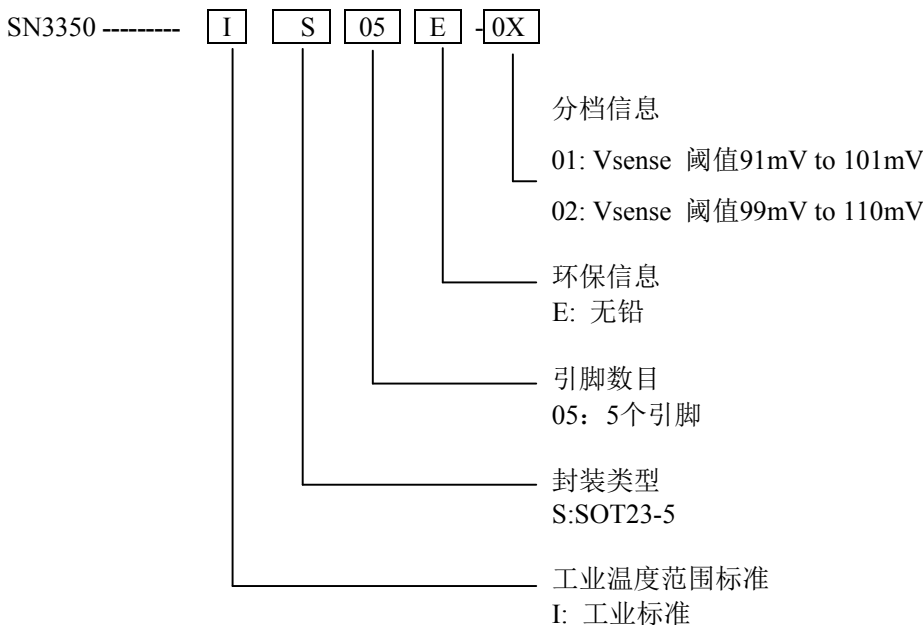 SN3350 --------- I S 05 E -0X
分档信息
01: Vsense 阈值91mV to 101mV
02: Vsense 阈值99mV to 110mV
环保信息
E: 无铅
引脚数目
05：5个引脚
封装类型
S:SOT23-5
工业温度范围标准
I: 工业标准